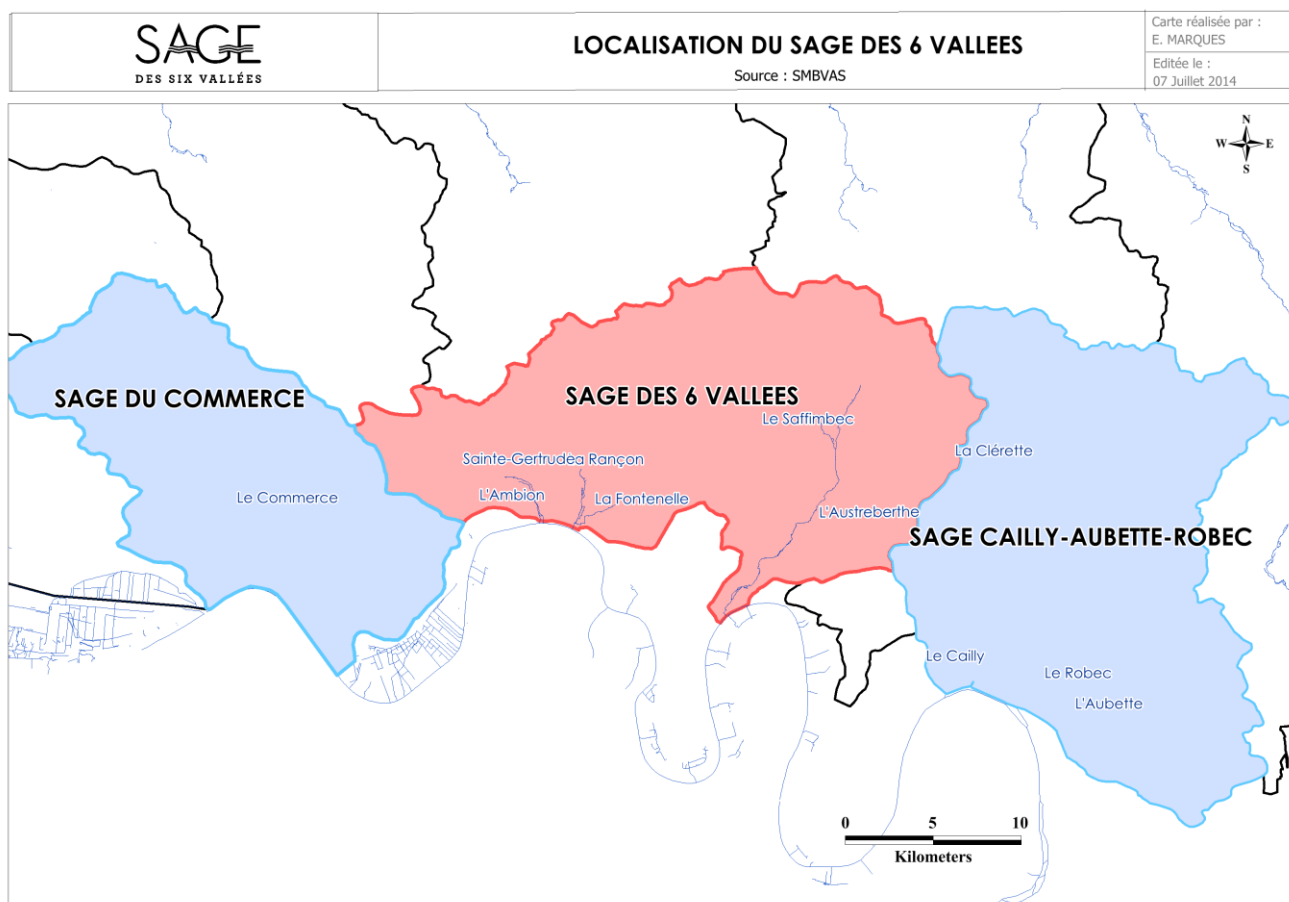 SAGE
DES SIX VALLÉES
LOCALISATION DU SAGE DES 6 VALLEES
Source : SMBVAS
Carte réalisée par :
E. MARQUES
Editée le :
07 Juillet 2014
N
W E
S
SAGE DU COMMERCE
SAGE DES 6 VALLEES
Le Saffimbec
La Clérette
Sainte-Gertrudea Rançon
L'Ambion
La Fontenelle
Le Commerce
L'Austreberthe
SAGE CAILLY-AUBETTE-ROBEC
Le Cailly
Le Robec
L'Aubette
0 5 10
Kilometers